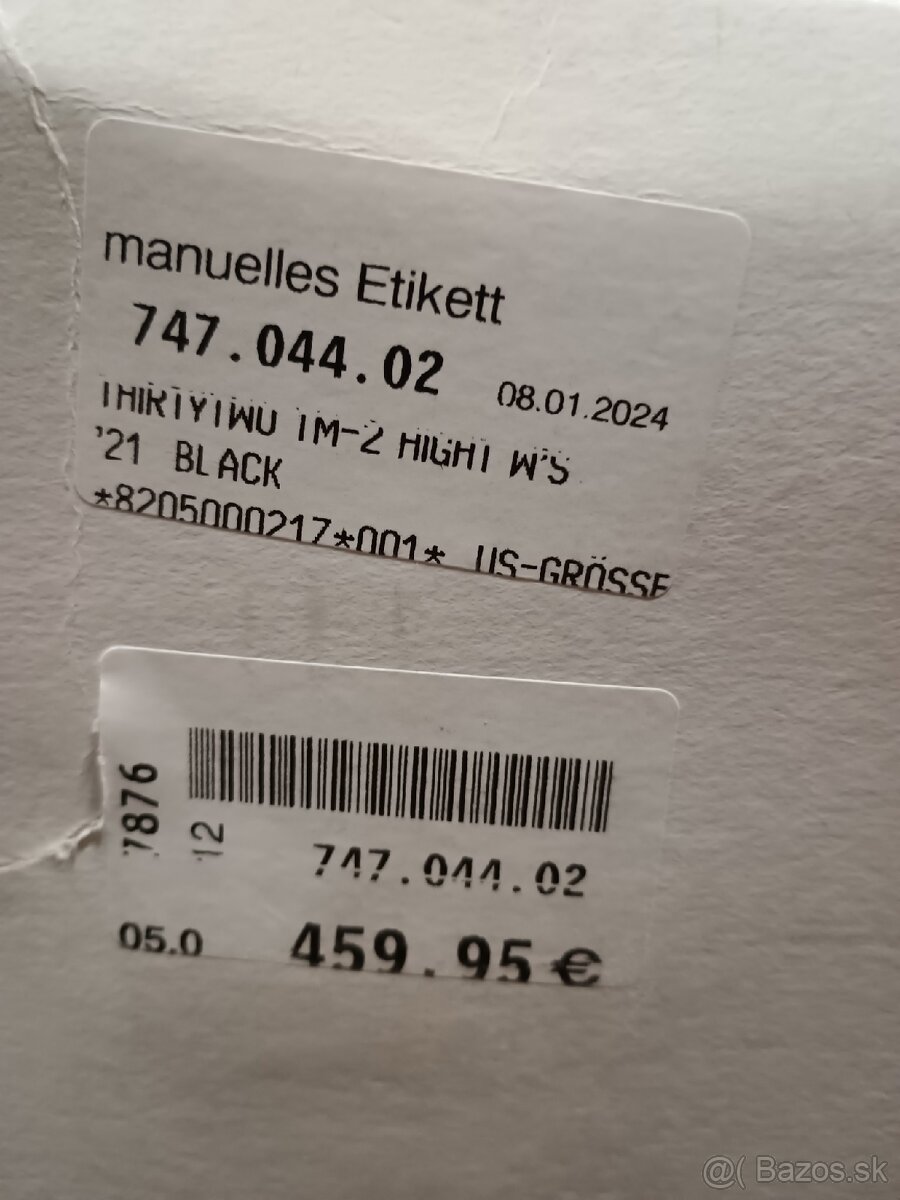 manuelles Etikett
747.044.02 08.01.2024
THIRTYTWO TM-2 HIGHT W'S
'21 BLACK
*8205000217*001* US-GRÖSSE
7876
12
747.044.02
05.0 459.95 €
@( Bazos.sk